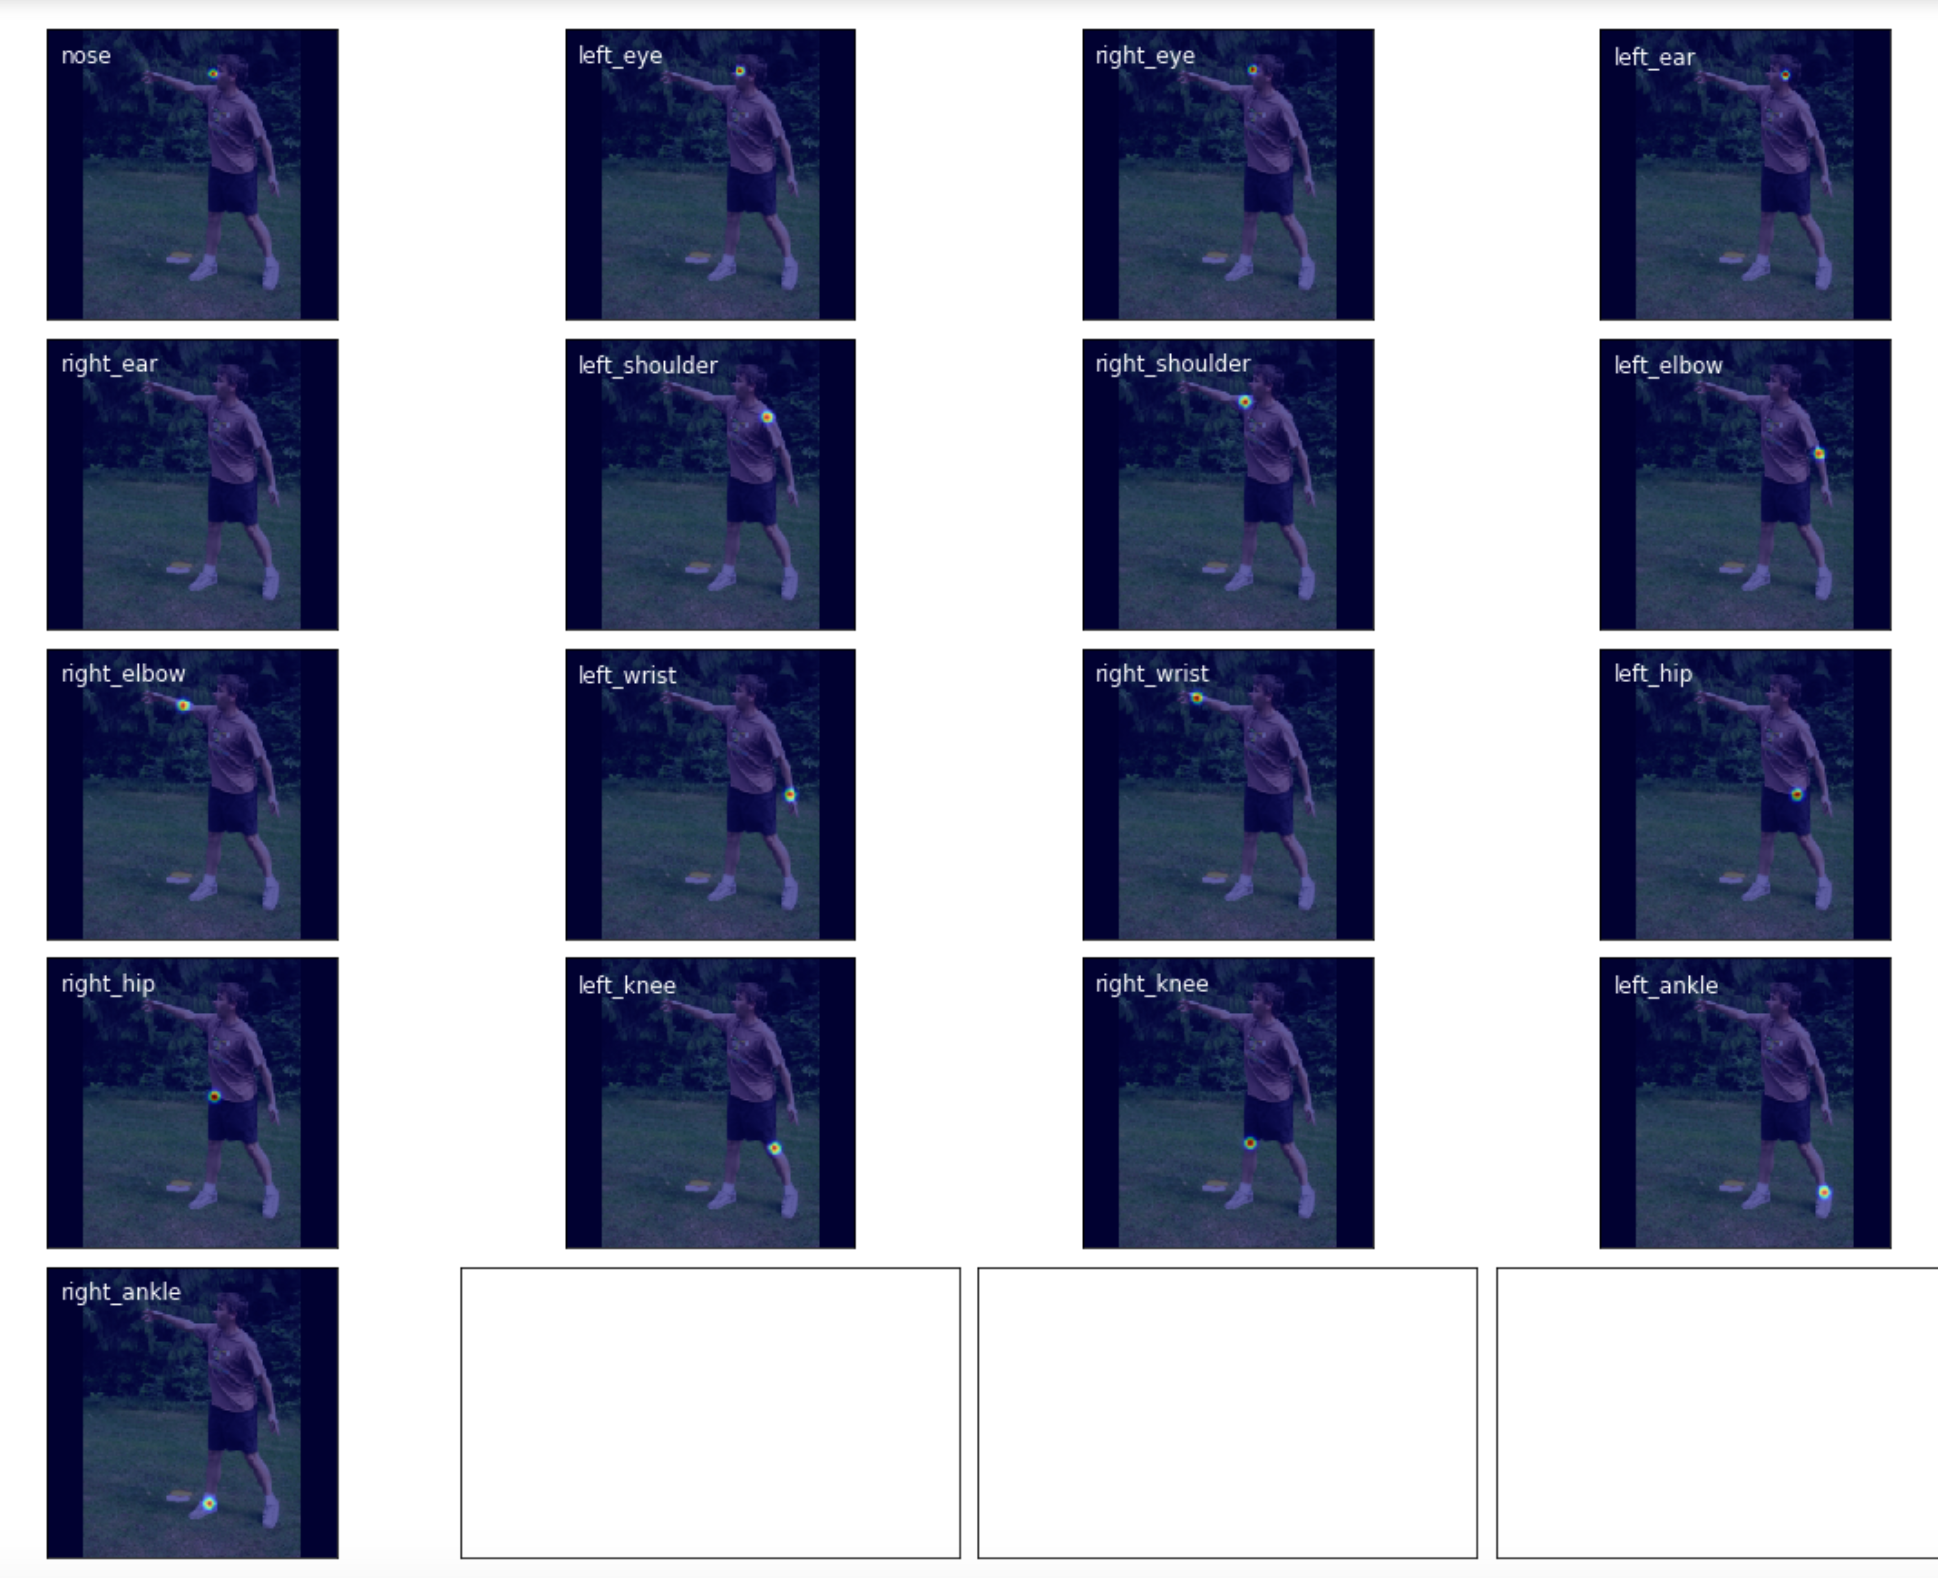 nose
left_eye
right_eye
left_ear
right_ear
left_shoulder
right_shoulder
left_elbow
right_elbow
left_wrist
right_wrist
left_hip
right_hip
left_knee
right_knee
left_ankle
right_ankle